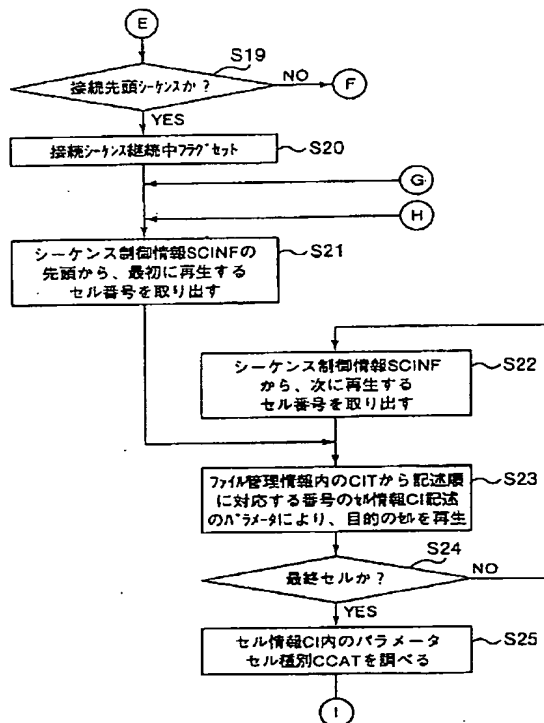 E
S19
接続先頭シーケンスか?
NO
F
YES
接続シーケンス継続中フラグセット
S20
G
H
シーケンス制御情報SCINFの
先頭から、最初に再生する
セル番号を取り出す
S21
シーケンス制御情報SCINF
から、次に再生する
セル番号を取り出す
S22
ファイル管理情報内のCITから記述順
に対応する番号のセル情報CI記述
のパラメータにより、目的のセルを再生
S23
S24
最終セルか?
NO
YES
セル情報CI内のパラメータ
セル種別CCATを調べる
S25
I